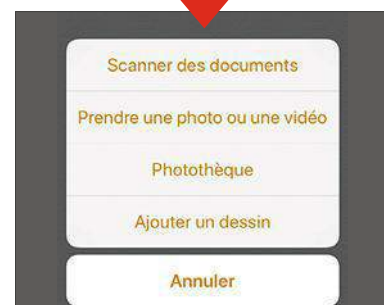 Scanner des documents
Prendre une photo ou une vidéo
Photothèque
Ajouter un dessin
Annuler